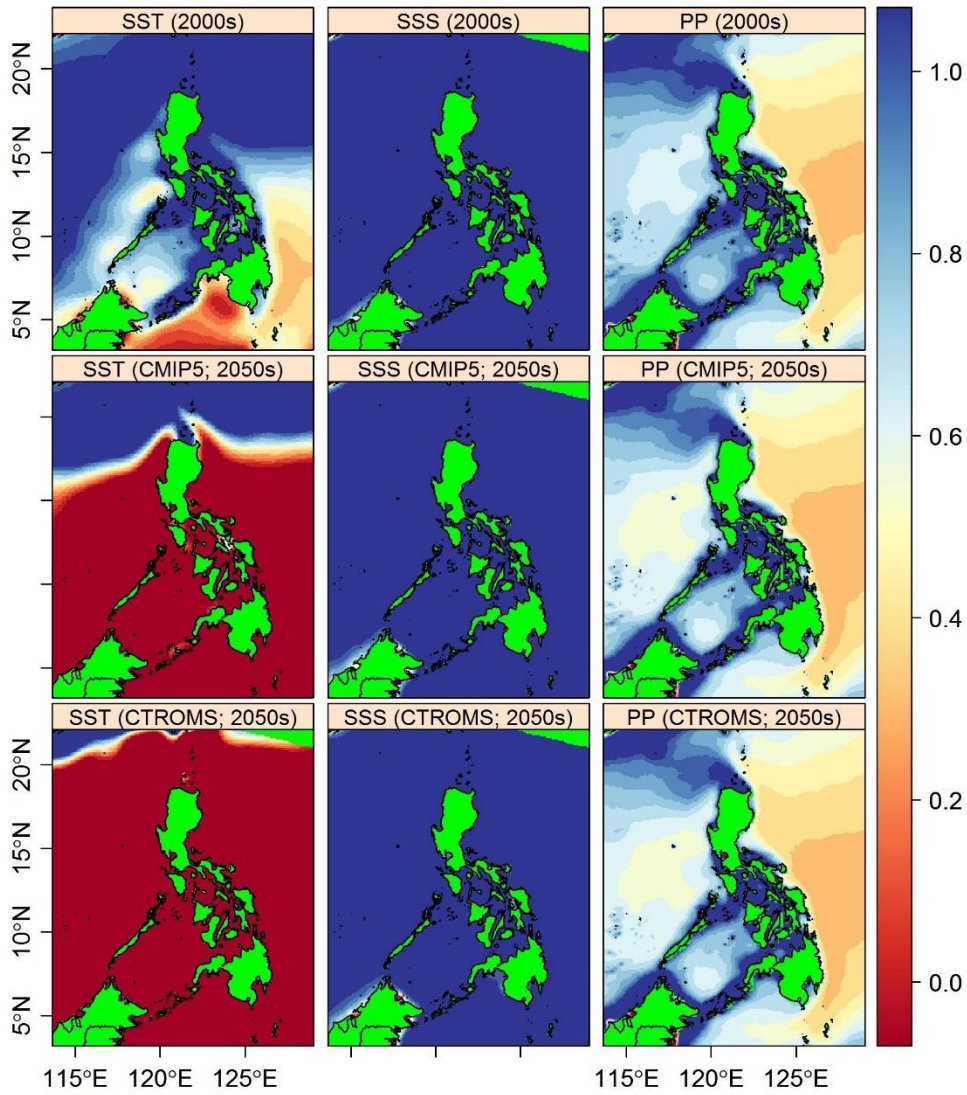 SST (2000s) SSS (2000s) PP (2000s)
20°N
15°N
10°N
5°N
1.0
0.8
0.6
0.4
0.2
0.0
SST (CMIP5; 2050s) SSS (CMIP5; 2050s) PP (CMIP5; 2050s)
SST (CTROMS; 2050s) SSS (CTROMS; 2050s) PP (CTROMS; 2050s)
20°N
15°N
10°N
5°N
115°E 120°E 125°E 115°E 120°E 125°E